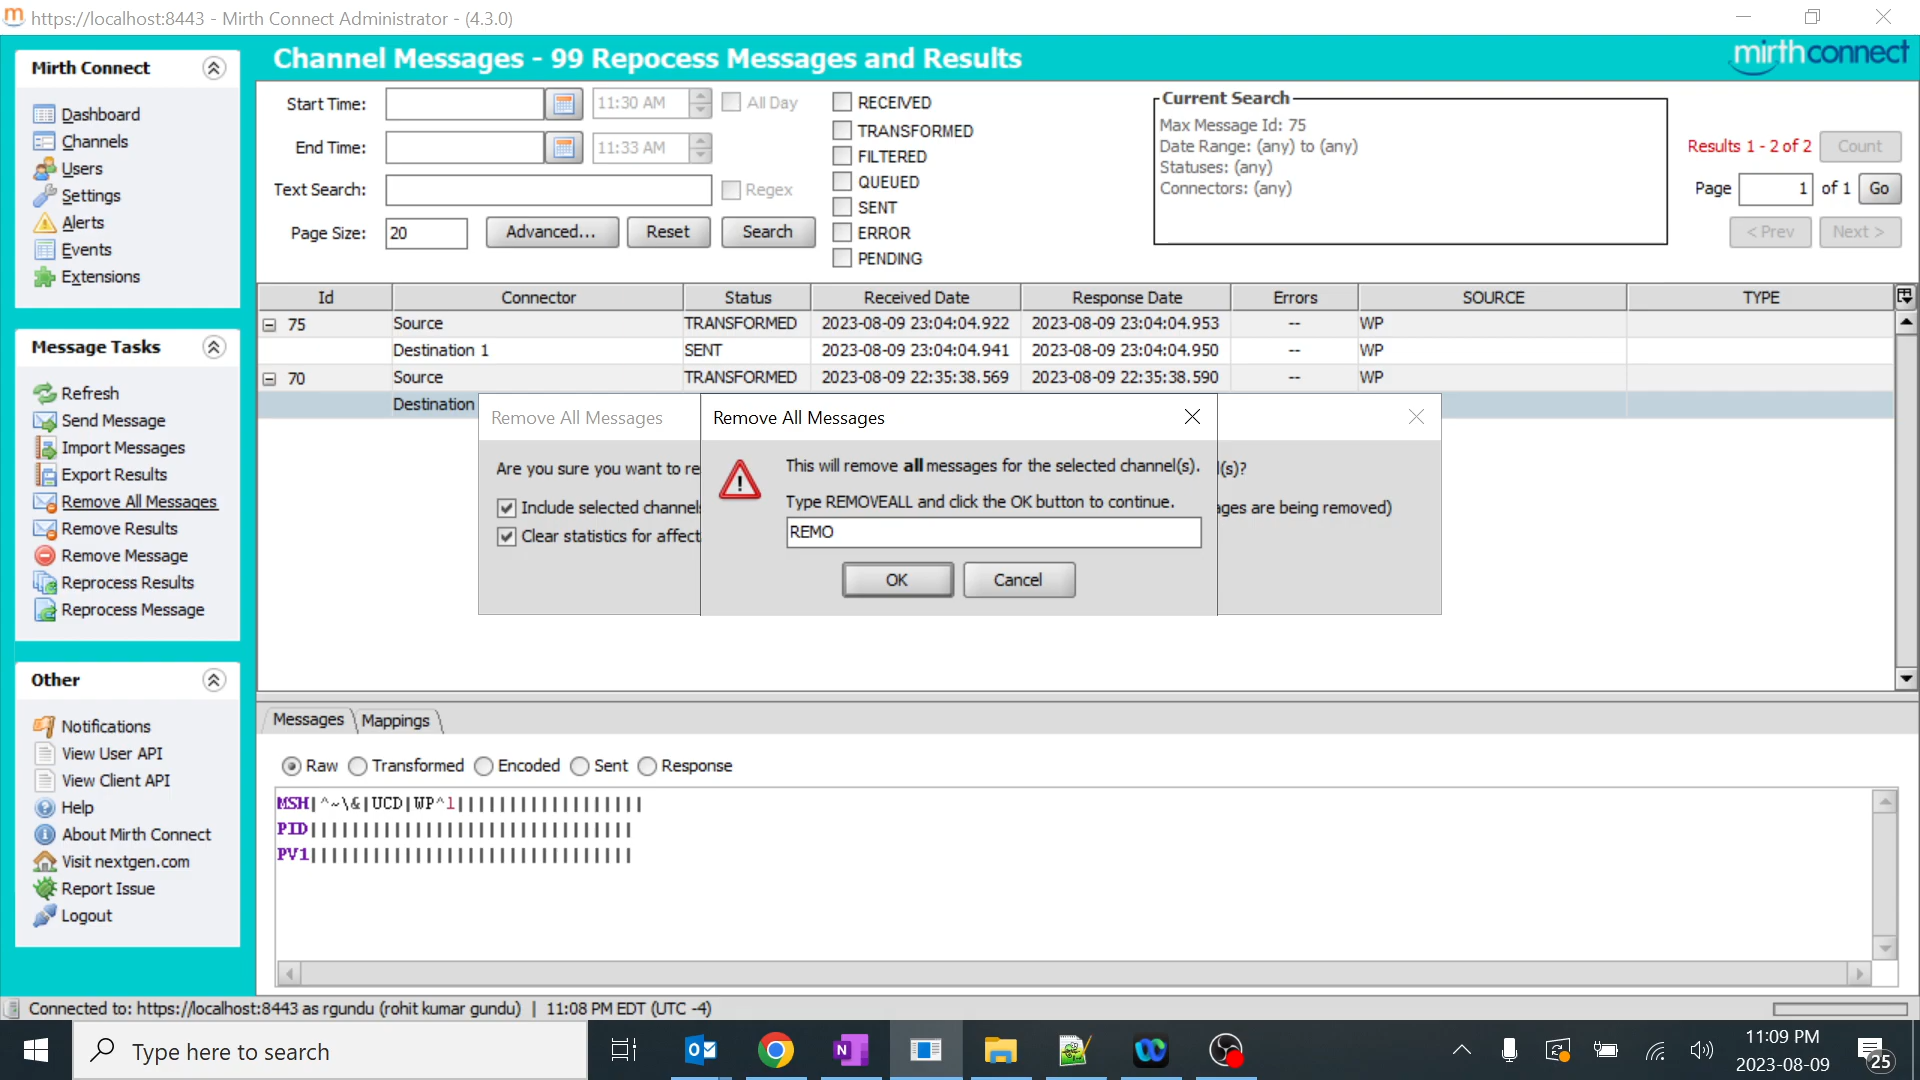 https://localhost:8443 - Mirth Connect Administrator - (4.3.0)
Channel Messages - 99 Repocess Messages and Results
mirthconnect
Mirth Connect
Dashboard
Channels
Users
Settings
Alerts
Events
Extensions
Message Tasks
Refresh
Send Message
Import Messages
Export Results
Remove All Messages
Remove Results
Remove Message
Reprocess Results
Reprocess Message
Other
Notifications
View User API
View Client API
Help
About Mirth Connect
Visit nextgen.com
Report Issue
Logout
Start Time:
11:30 AM
All Day
End Time:
11:33 AM
Text Search:
Regex
Page Size:
20
Advanced...
Reset
Search
RECEIVED
TRANSFORMED
FILTERED
QUEUED
SENT
ERROR
PENDING
Current Search
Max Message Id: 75
Date Range: (any) to (any)
Statuses: (any)
Connectors: (any)
Results 1 - 2 of 2
Count
Page 1 of 1 Go
< Prev
Next >
Id Connector Status Received Date Response Date Errors SOURCE TYPE
75 Source TRANSFORMED 2023-08-09 23:04:04.922 2023-08-09 23:04:04.953 -- WP
Destination 1 SENT 2023-08-09 23:04:04.941 2023-08-09 23:04:04.950 -- WP
70 Source TRANSFORMED 2023-08-09 22:35:38.569 2023-08-09 22:35:38.590 -- WP
Destination
Remove All Messages
Are you sure you want to re
l(s)?
Include selected channels
ages are being removed)
Clear statistics for affect
Remove All Messages
This will remove all messages for the selected channel(s).
Type REMOVEALL and click the OK button to continue.
REMO
OK
Cancel
Messages
Mappings
Raw
Transformed
Encoded
Sent
Response
MSH|^~\&|UCD|WP^1||||||||||||||||||
PID|||||||||||||||||||||||||||||||
PV1|||||||||||||||||||||||||||||||
Connected to: https://localhost:8443 as rgundu (rohit kumar gundu) | 11:08 PM EDT (UTC -4)
Type here to search
11:09 PM
2023-08-09
25